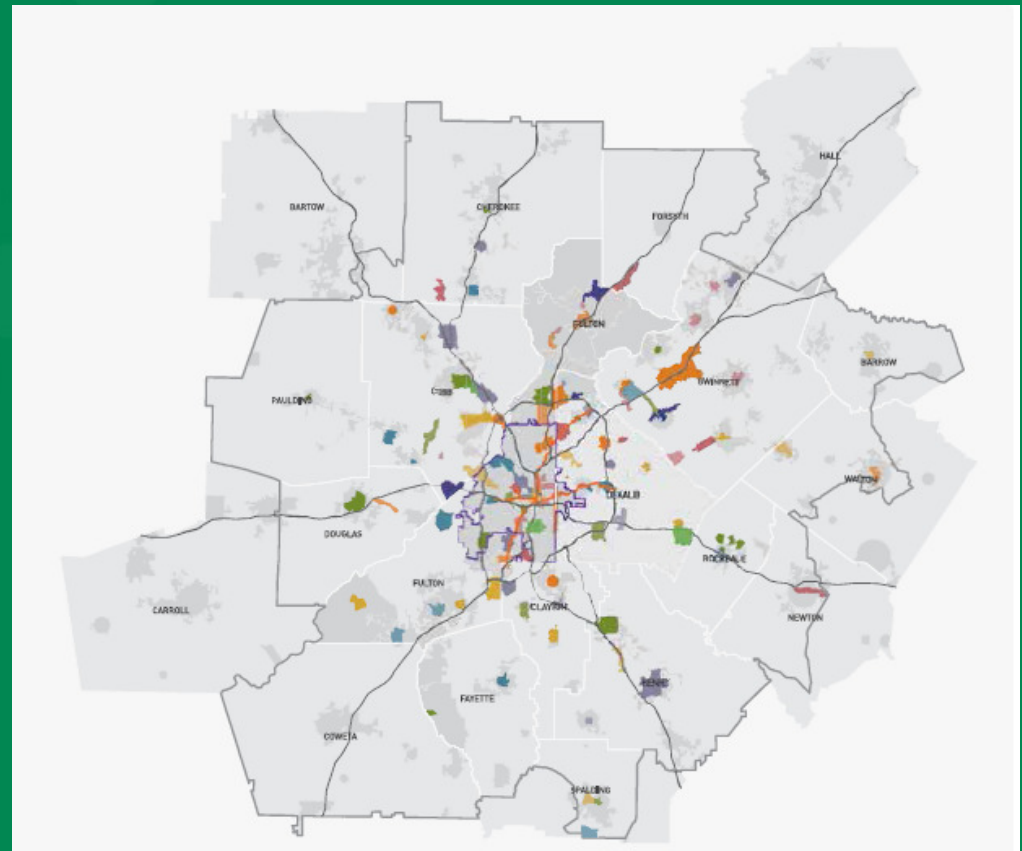 HALL
BARTOW
CHEROKEE
FORSYTH
FULTON
BARROW
GWINNETT
COBB
PAULDING
WALTON
DEKALB
DOUGLAS
ROCKDALE
FULTON
CLAYTON
CARROLL
NEWTON
HENRY
FAYETTE
COWETA
SPALDING